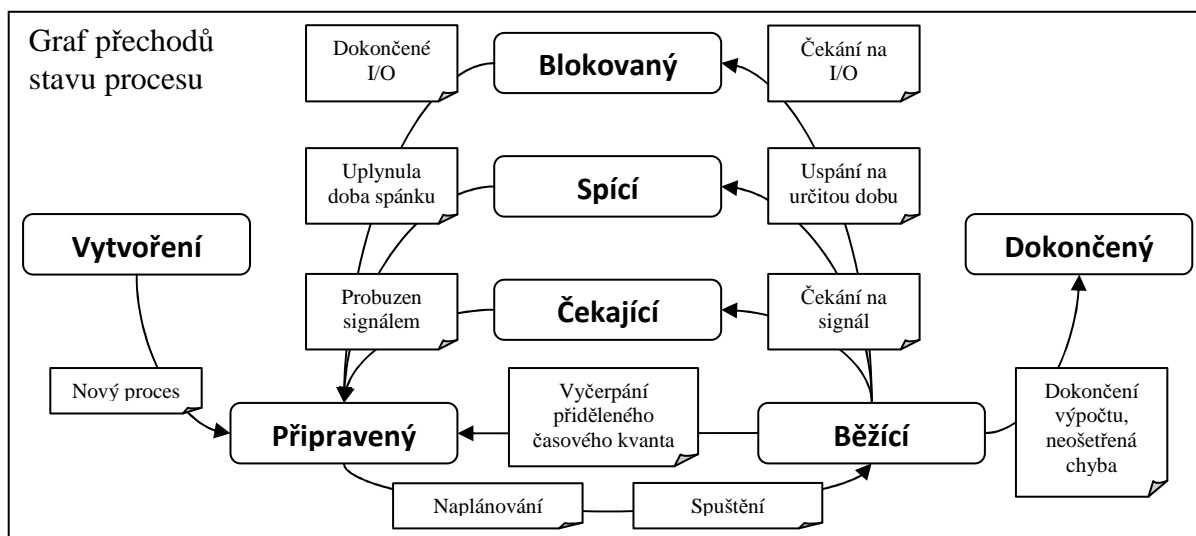 Graf přechodů
stavu procesu
Dokončené
I/O
Blokovaný
Čekání na
I/O
Uplynula
doba spánku
Spící
Uspání na
určitou dobu
Vytvoření
Dokončený
Probuzen
signálem
Čekající
Čekání na
signál
Nový proces
Připravený
Vyčerpání
přiděleného
časového kvanta
Běžící
Dokončení
výpočtu,
neošetřená
chyba
Naplánování
Spuštění